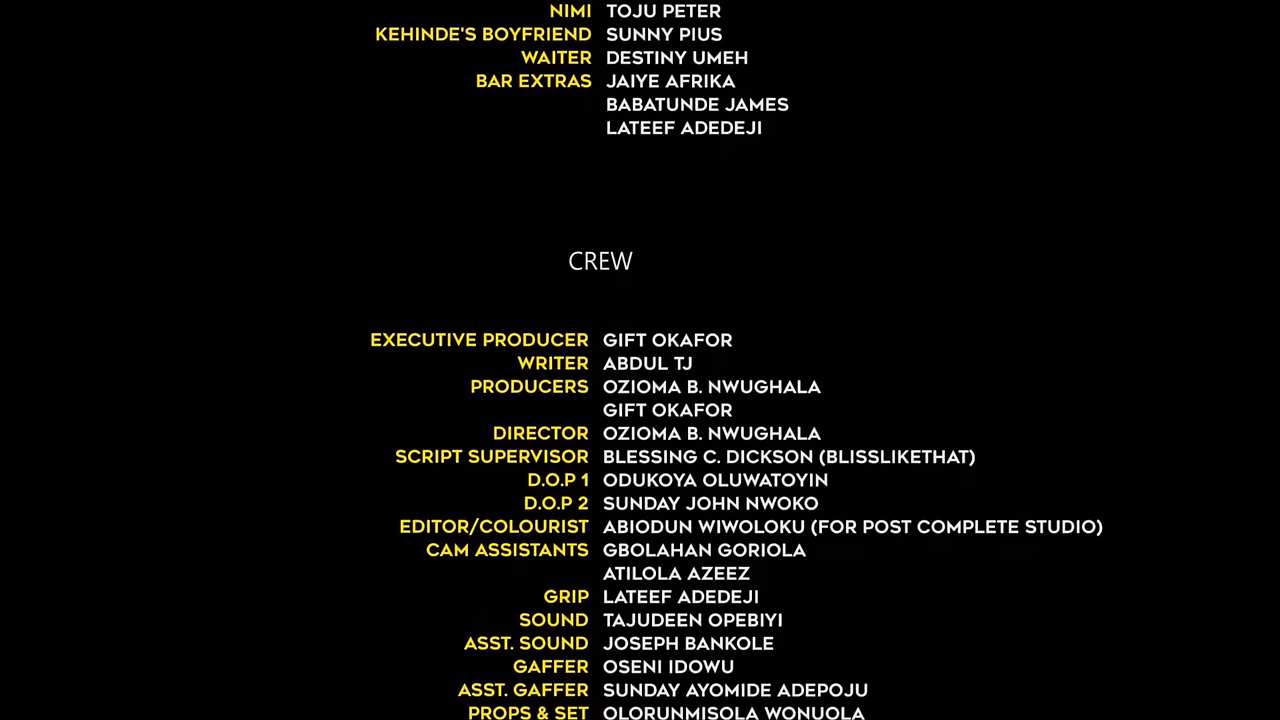 NIMI TOJU PETER
KEHINDE'S BOYFRIEND SUNNY PIUS
WAITER DESTINY UMEH
BAR EXTRAS JAIYE AFRIKA
BABATUNDE JAMES
LATEEF ADEDEJI
CREW
EXECUTIVE PRODUCER GIFT OKAFOR
WRITER ABDUL TJ
PRODUCERS OZIOMA B. NWUGHALA
GIFT OKAFOR
DIRECTOR OZIOMA B. NWUGHALA
SCRIPT SUPERVISOR BLESSING C. DICKSON (BLISSLIKETHAT)
D.O.P 1 ODUKOYA OLUWATOYIN
D.O.P 2 SUNDAY JOHN NWOKO
EDITOR/COLOURIST ABIODUN WIWOLOKU (FOR POST COMPLETE STUDIO)
CAM ASSISTANTS GBOLAHAN GORIOLA
ATILOLA AZEEZ
GRIP LATEEF ADEDEJI
SOUND TAJUDEEN OPEBIYI
ASST. SOUND JOSEPH BANKOLE
GAFFER OSENI IDOWU
ASST. GAFFER SUNDAY AYOMIDE ADEPOJU
PROPS & SET OLORUNMISOLA WONUOLA